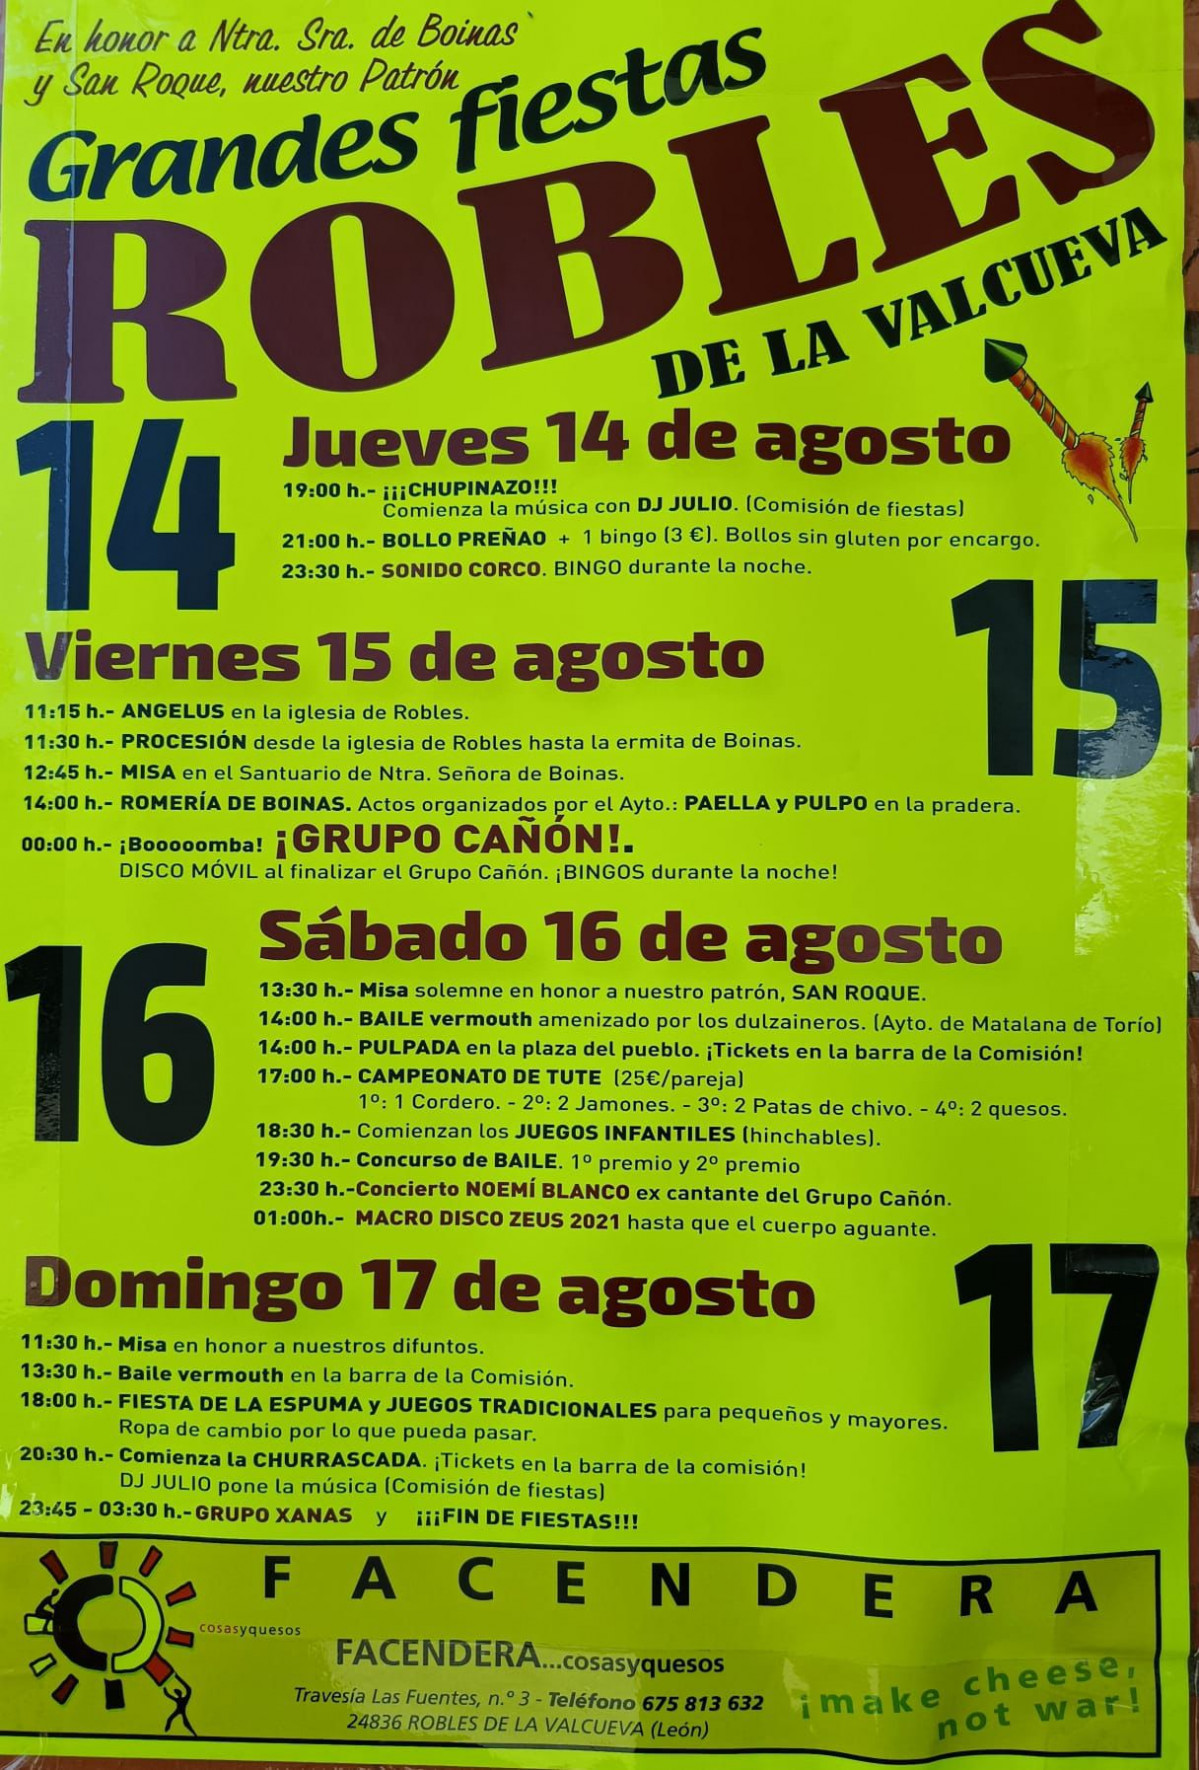 En honor a Ntra. Sra. de Boinas
y San Roque, nuestro Patrón
Grandes fiestas
ROBLES
DE LA VALCUEVA
14
Jueves 14 de agosto
19:00 h.- ¡¡¡CHUPINAZO!!!
Comienza la música con DJ JULIO. (Comisión de fiestas)
21:00 h.- BOLLO PREÑAO + 1 bingo (3 €). Bollos sin gluten por encargo.
23:30 h.- SONIDO CORCO. BINGO durante la noche.
15
Viernes 15 de agosto
11:15 h.- ANGELUS en la iglesia de Robles.
11:30 h.- PROCESIÓN desde la iglesia de Robles hasta la ermita de Boinas.
12:45 h.- MISA en el Santuario de Ntra. Señora de Boinas.
14:00 h.- ROMERÍA DE BOINAS. Actos organizados por el Ayto.: PAELLA y PULPO en la pradera.
00:00 h.- ¡Booooomba! ¡GRUPO CAÑÓN!.
DISCO MÓVIL al finalizar el Grupo Cañón. ¡BINGOS durante la noche!
16
Sábado 16 de agosto
13:30 h.- Misa solemne en honor a nuestro patrón, SAN ROQUE.
14:00 h.- BAILE vermouth amenizado por los dulzaineros. (Ayto. de Matalana de Torío)
14:00 h.- PULPADA en la plaza del pueblo. ¡Tickets en la barra de la Comisión!
17:00 h.- CAMPEONATO DE TUTE (25€/pareja)
1º: 1 Cordero. - 2º: 2 Jamones. - 3º: 2 Patas de chivo. - 4º: 2 quesos.
18:30 h.- Comienzan los JUEGOS INFANTILES (hinchables).
19:30 h.- Concurso de BAILE. 1º premio y 2º premio
23:30 h.-Concierto NOEMÍ BLANCO ex cantante del Grupo Cañón.
01:00h.- MACRO DISCO ZEUS 2021 hasta que el cuerpo aguante.
17
Domingo 17 de agosto
11:30 h.- Misa en honor a nuestros difuntos.
13:30 h.- Baile vermouth en la barra de la Comisión.
18:00 h.- FIESTA DE LA ESPUMA y JUEGOS TRADICIONALES para pequeños y mayores.
Ropa de cambio por lo que pueda pasar.
20:30 h.- Comienza la CHURRASCADA. ¡Tickets en la barra de la comisión!
DJ JULIO pone la música (Comisión de fiestas)
23:45 - 03:30 h.- GRUPO XANAS y ¡¡¡FIN DE FIESTAS!!!
FACENDERA
cosasyquesos
FACENDERA...cosasyquesos
Travesía Las Fuentes, n.º 3 - Teléfono 675 813 632
24836 ROBLES DE LA VALCUEVA (León)
¡make cheese,
not war!